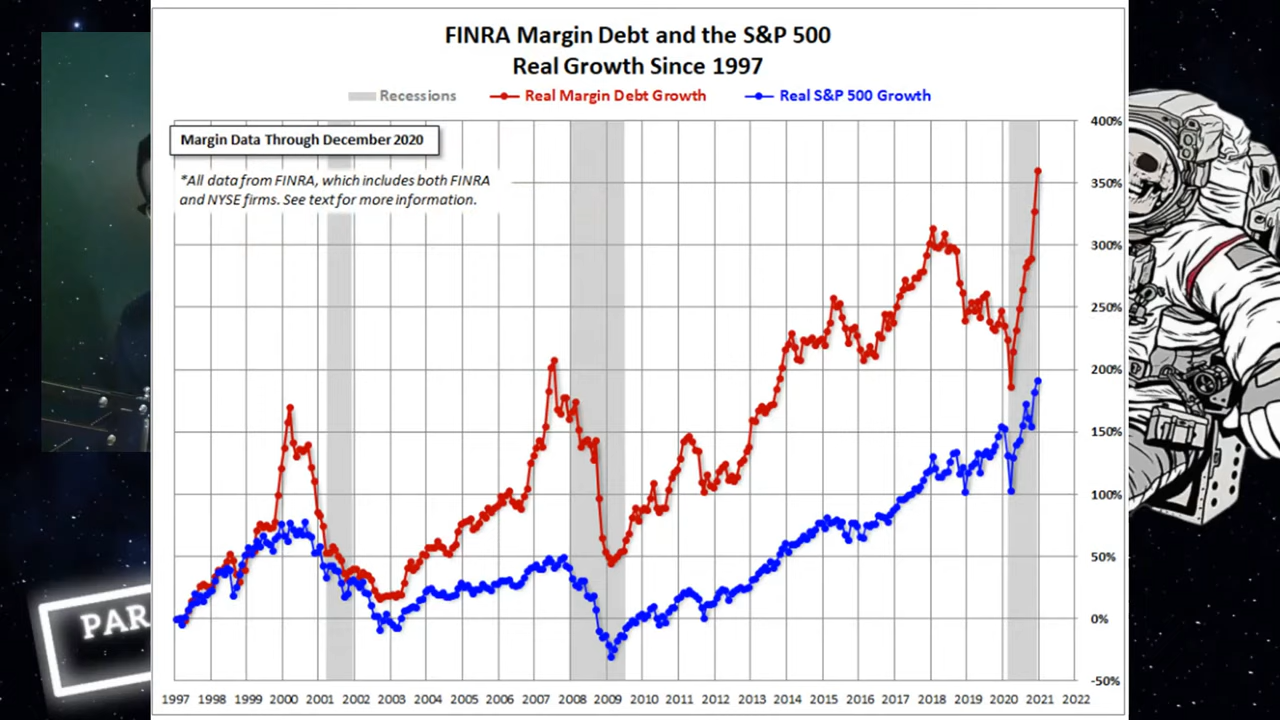 FINRA Margin Debt and the S&P 500
Real Growth Since 1997
Recessions Real Margin Debt Growth Real S&P 500 Growth
Margin Data Through December 2020
*All data from FINRA, which includes both FINRA
and NYSE firms. See text for more information.
400%
350%
300%
250%
200%
150%
100%
50%
0%
-50%
1997 1998 1999 2000 2001 2002 2003 2004 2005 2006 2007 2008 2009 2010 2011 2012 2013 2014 2015 2016 2017 2018 2019 2020 2021 2022
PAR